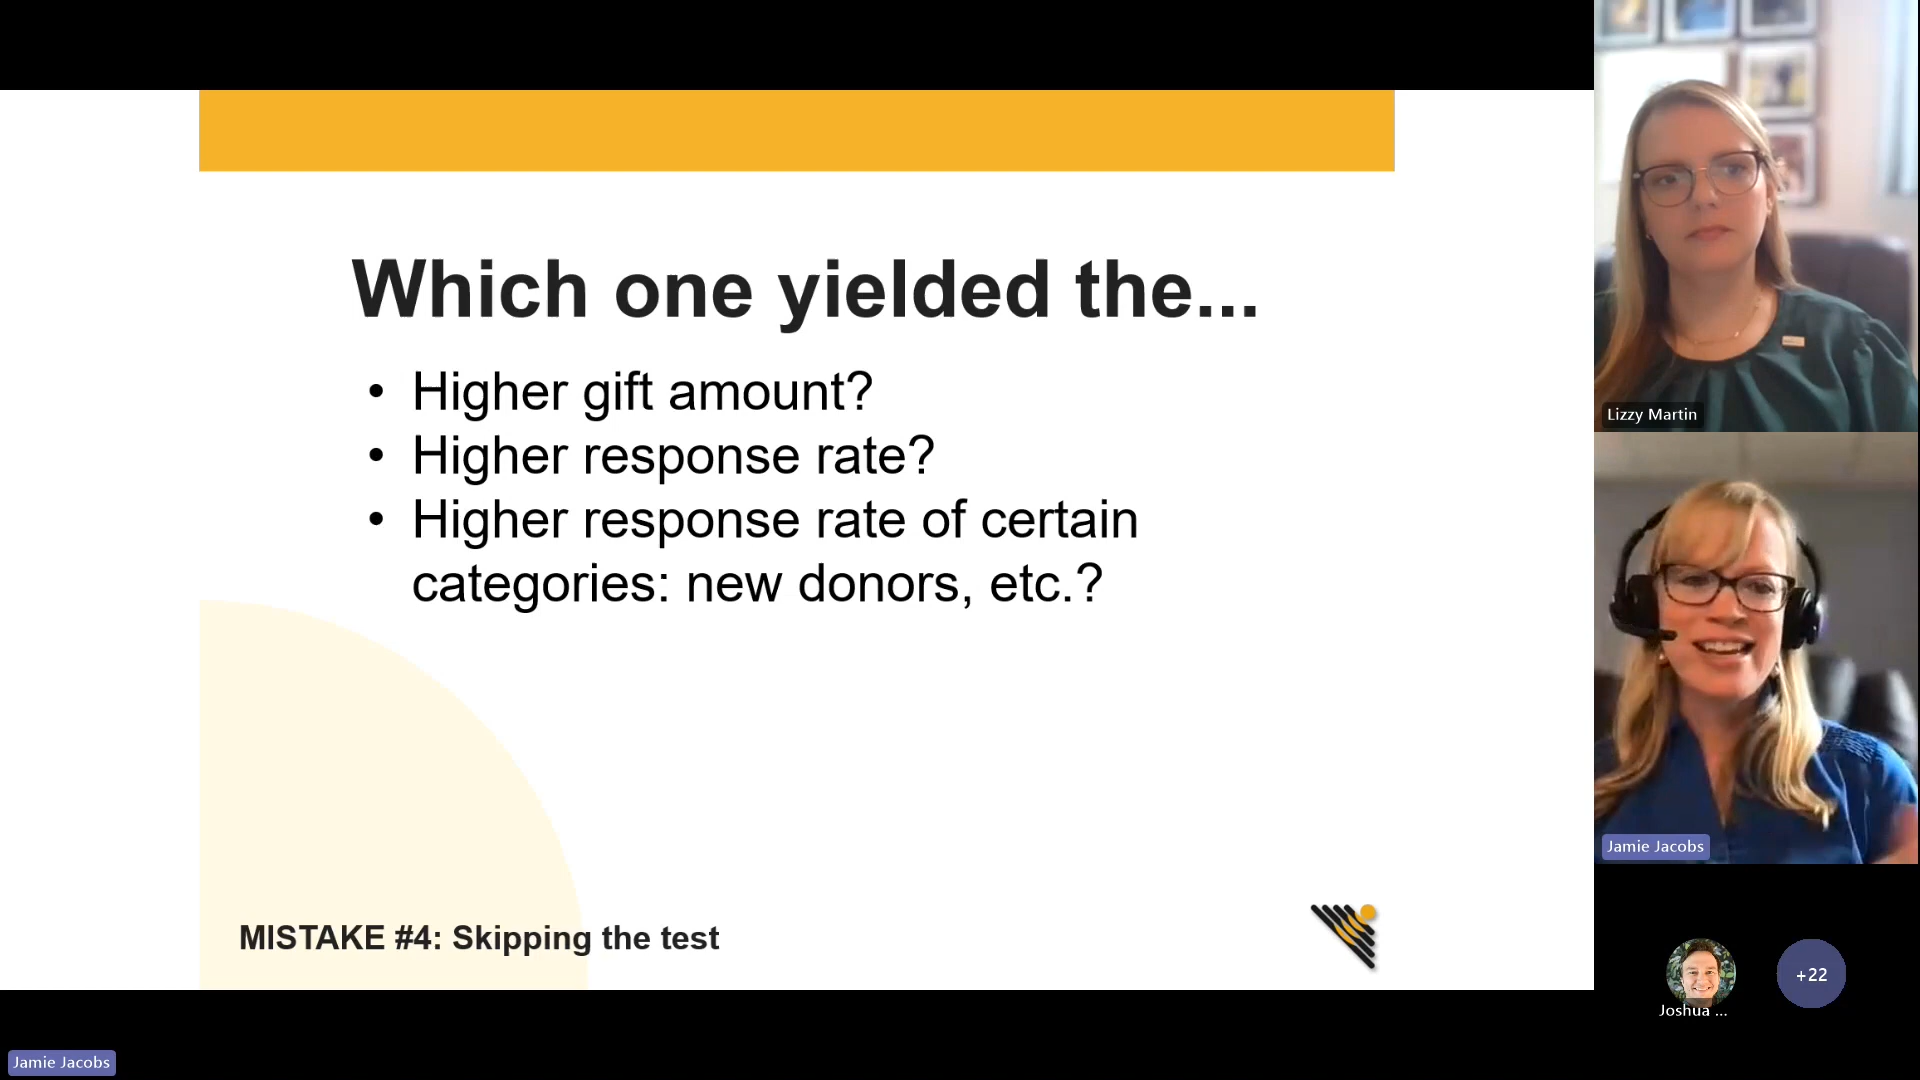 Which one yielded the...
• Higher gift amount?
• Higher response rate?
• Higher response rate of certain
categories: new donors, etc.?
MISTAKE #4: Skipping the test
Lizzy Martin
Jamie Jacobs
Joshua ...
+22
Jamie Jacobs